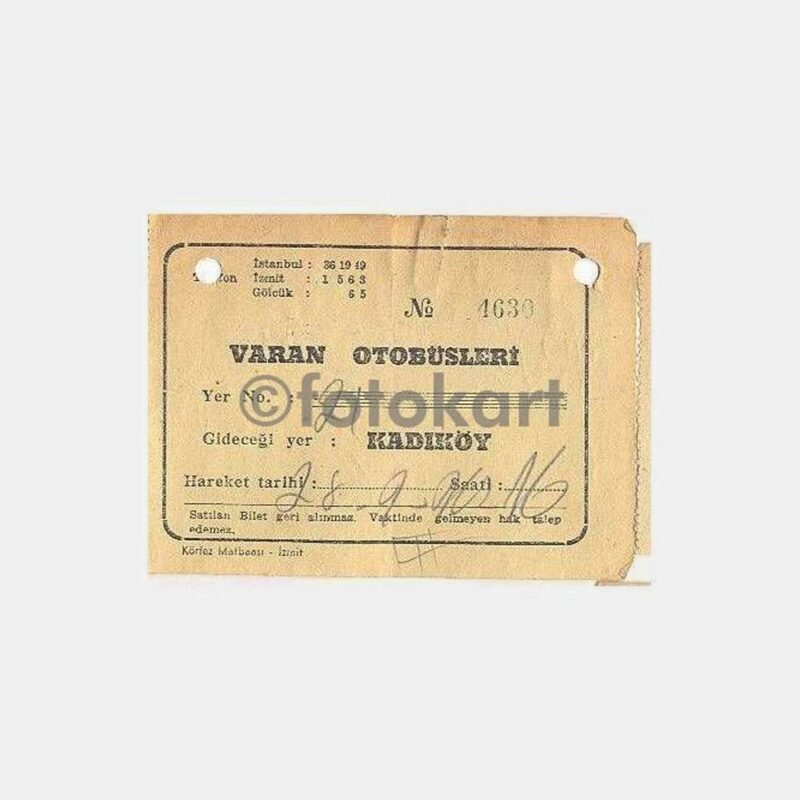 İstanbul : 36 19 49
Telefon İzmit : 1 5 6 3
Gölcük : 6 5
№ 4630
VARAN OTOBÜSLERİ
Yer No. : 21
©fotokart
Gideceği yer : KADIKÖY
Hareket tarihi : 28-9- Saati : 16
Satılan Bilet geri alınmaz. Vaktinde gelmeyen hak talep
edemez.
Körfez Matbaası - İzmit